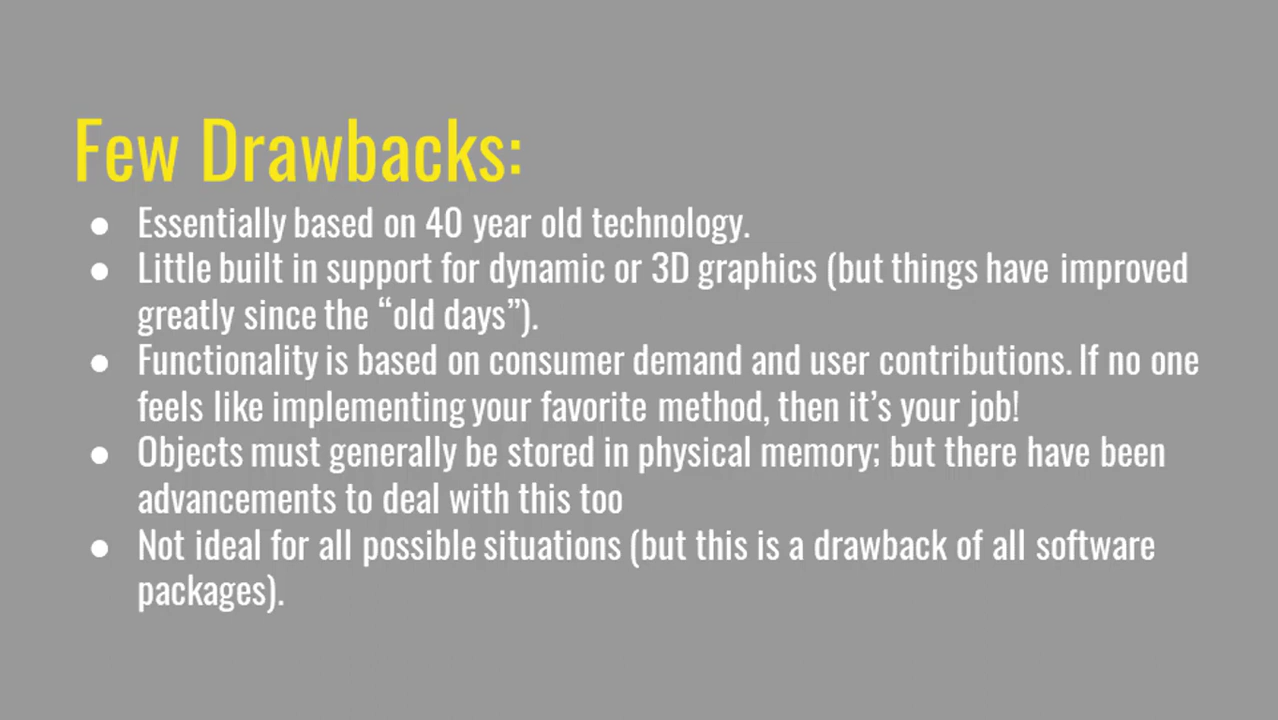 Few Drawbacks:
● Essentially based on 40 year old technology.
● Little built in support for dynamic or 3D graphics (but things have improved
greatly since the “old days”).
● Functionality is based on consumer demand and user contributions. If no one
feels like implementing your favorite method, then it’s your job!
● Objects must generally be stored in physical memory; but there have been
advancements to deal with this too
● Not ideal for all possible situations (but this is a drawback of all software
packages).